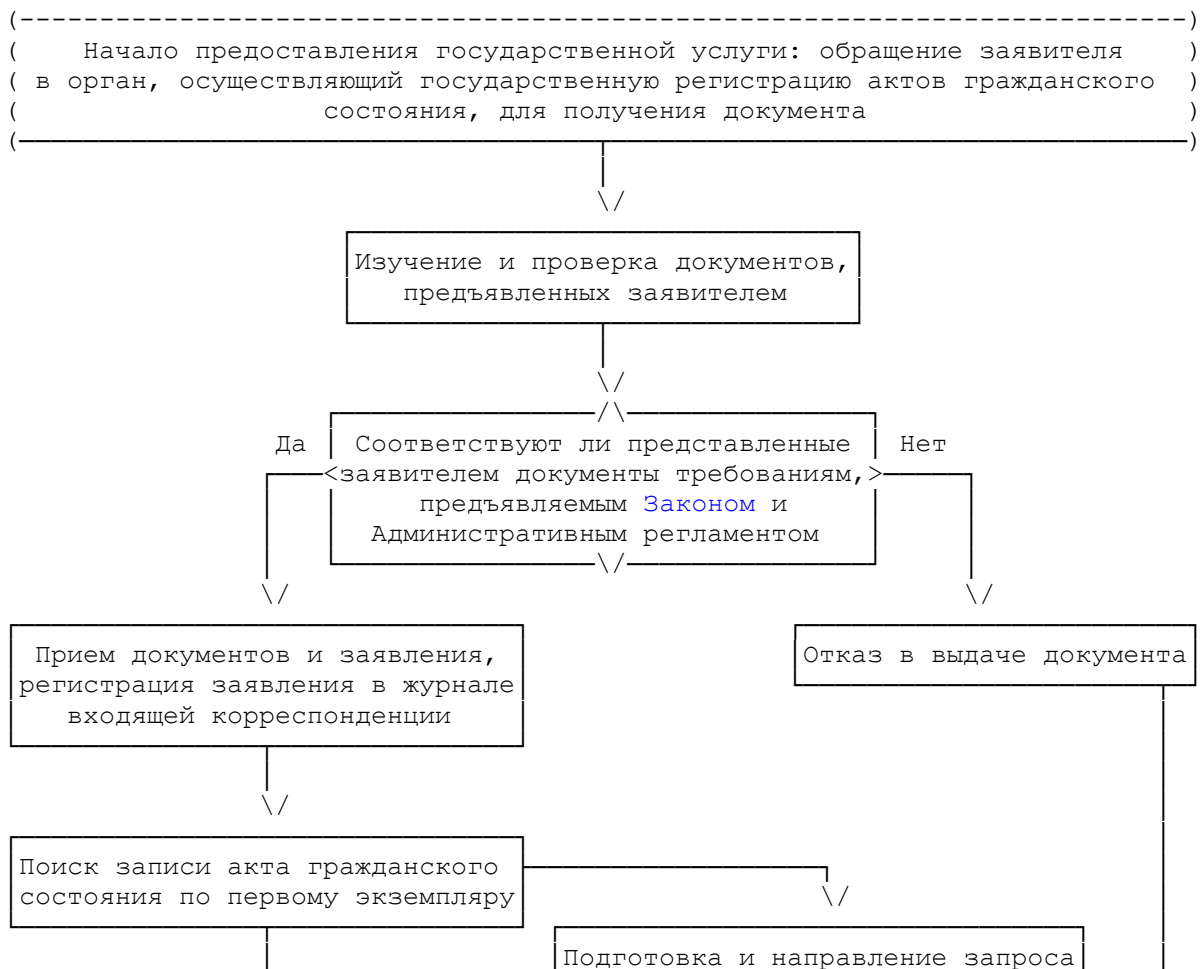 Начало предоставления государственной услуги: обращение заявителя
в орган, осуществляющий государственную регистрацию актов гражданского
состояния, для получения документа
Изучение и проверка документов,
предъявленных заявителем
Да
Соответствуют ли представленные
заявителем документы требованиям,
предъявляемым Законом и
Административным регламентом
Нет
Прием документов и заявления,
регистрация заявления в журнале
входящей корреспонденции
Отказ в выдаче документа
Поиск записи акта гражданского
состояния по первому экземпляру
Подготовка и направление запроса